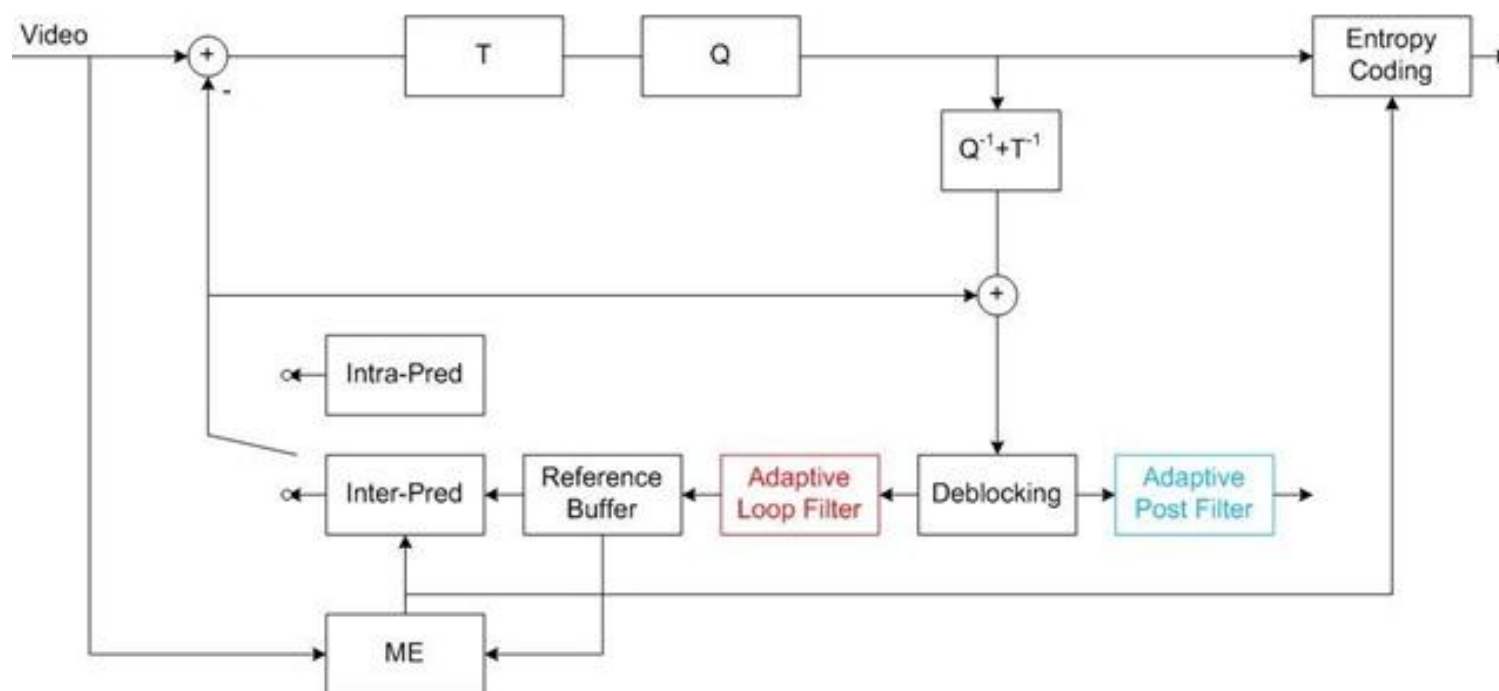 Video
+
T
Q
Entropy
Coding
-
Q⁻¹+T⁻¹
+
Intra-Pred
Inter-Pred
Reference
Buffer
Adaptive
Loop Filter
Deblocking
Adaptive
Post Filter
ME